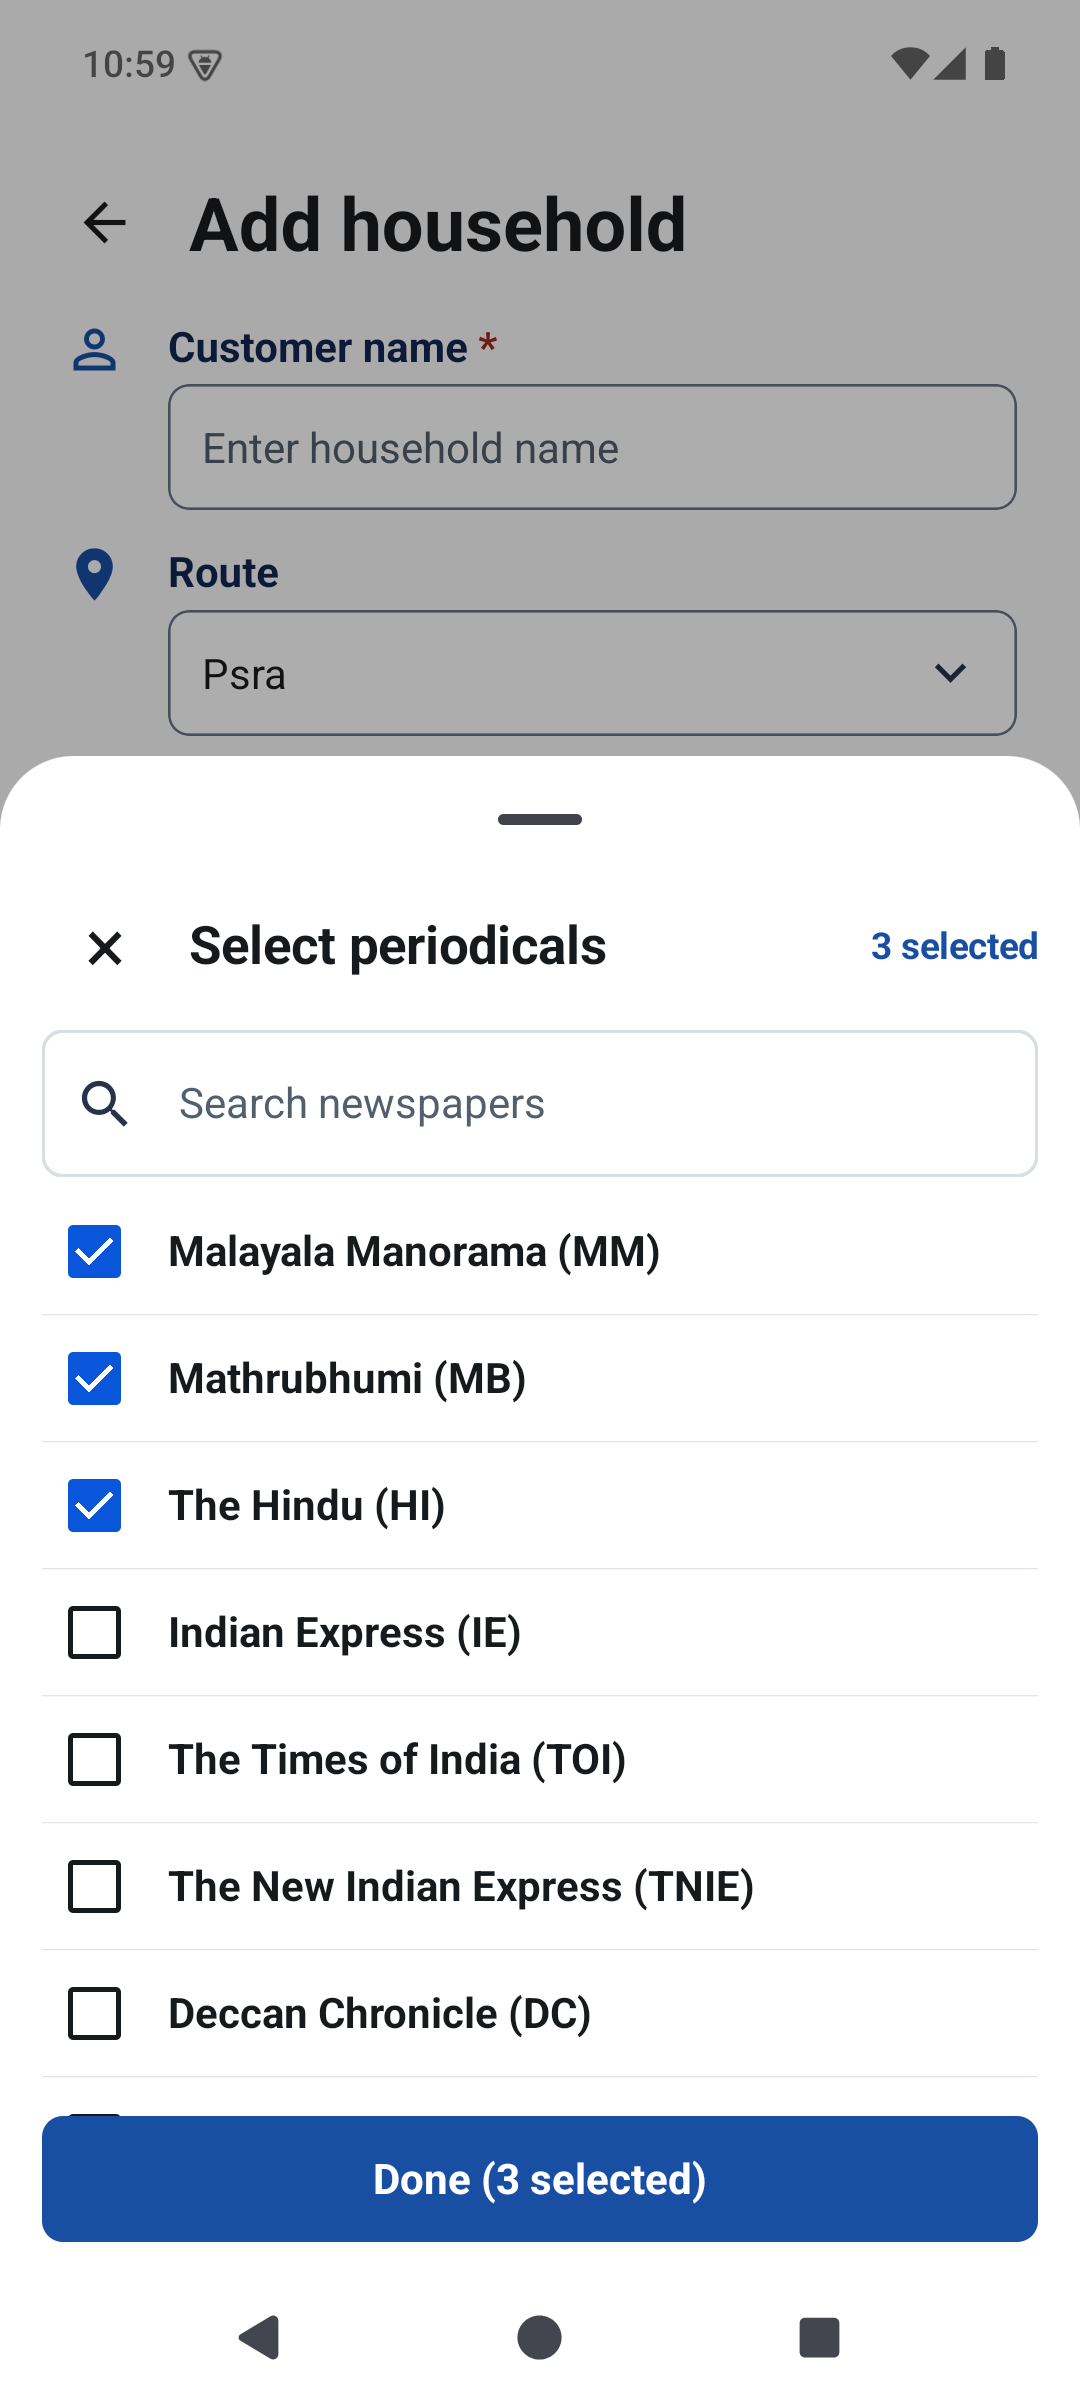 10:59
Add household
Customer name *
Enter household name
Route
Psra
Select periodicals
3 selected
Search newspapers
Malayala Manorama (MM)
Mathrubhumi (MB)
The Hindu (HI)
Indian Express (IE)
The Times of India (TOI)
The New Indian Express (TNIE)
Deccan Chronicle (DC)
Done (3 selected)